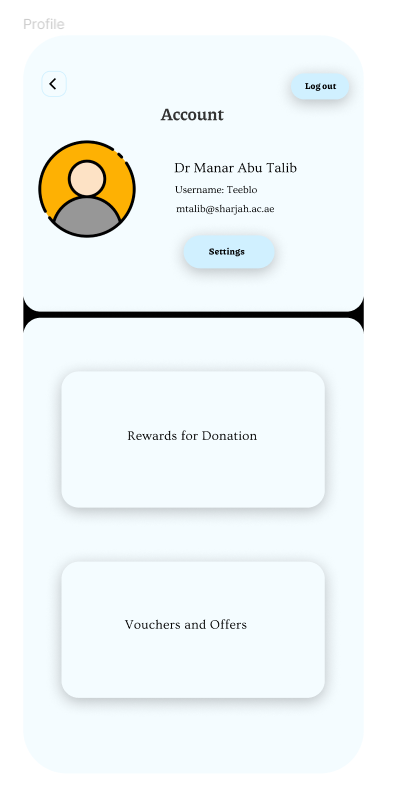 Profile
Log out
Account
Dr Manar Abu Talib
Username: Teeblo
mtalib@sharjah.ac.ae
Settings
Rewards for Donation
Vouchers and Offers